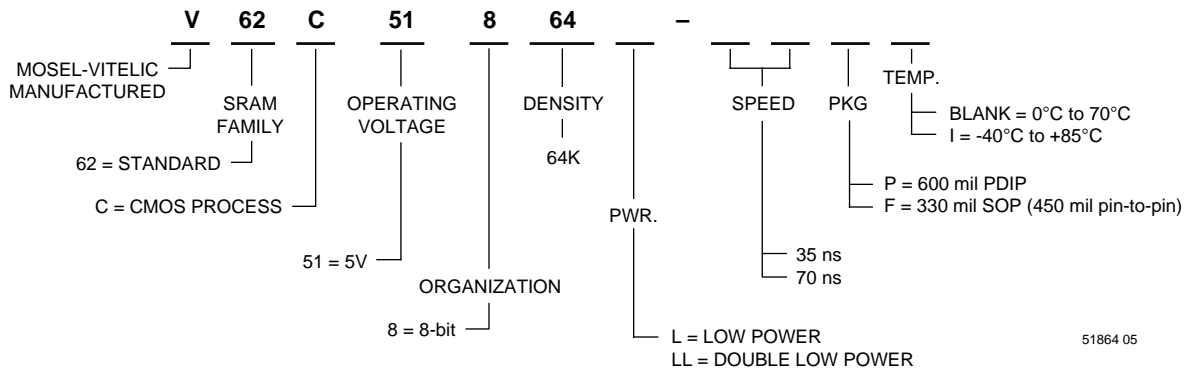 V 62 C 51 8 64 –
MOSEL-VITELIC
MANUFACTURED
SRAM
FAMILY
62 = STANDARD
C = CMOS PROCESS
OPERATING
VOLTAGE
51 = 5V
ORGANIZATION
8 = 8-bit
DENSITY
64K
PWR.
L = LOW POWER
LL = DOUBLE LOW POWER
SPEED
35 ns
70 ns
PKG
P = 600 mil PDIP
F = 330 mil SOP (450 mil pin-to-pin)
TEMP.
BLANK = 0°C to 70°C
I = -40°C to +85°C
51864 05